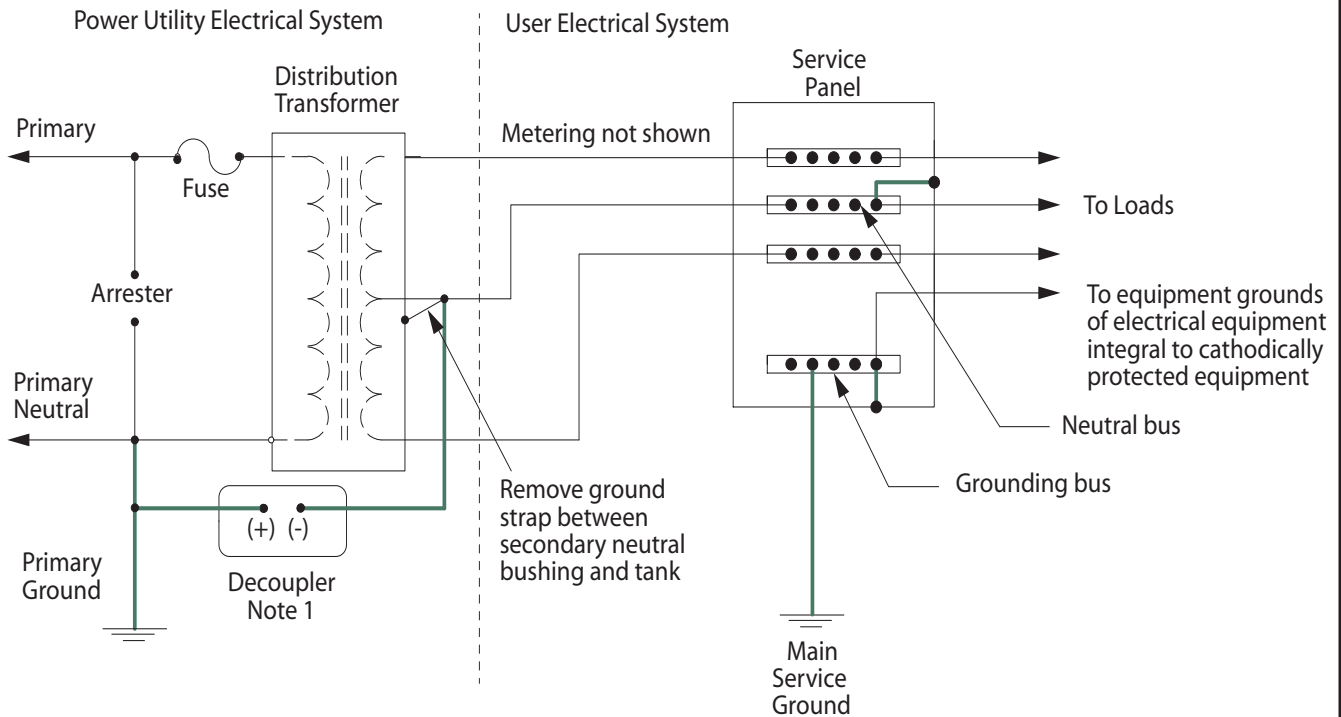 Power Utility Electrical System
User Electrical System
Distribution
Transformer
Service
Panel
Primary
Fuse
Metering not shown
To Loads
Arrester
To equipment grounds
of electrical equipment
integral to cathodically
protected equipment
Primary
Neutral
Neutral bus
Grounding bus
Remove ground
strap between
secondary neutral
bushing and tank
(+) (-)
Primary
Ground
Decoupler
Note 1
Main
Service
Ground